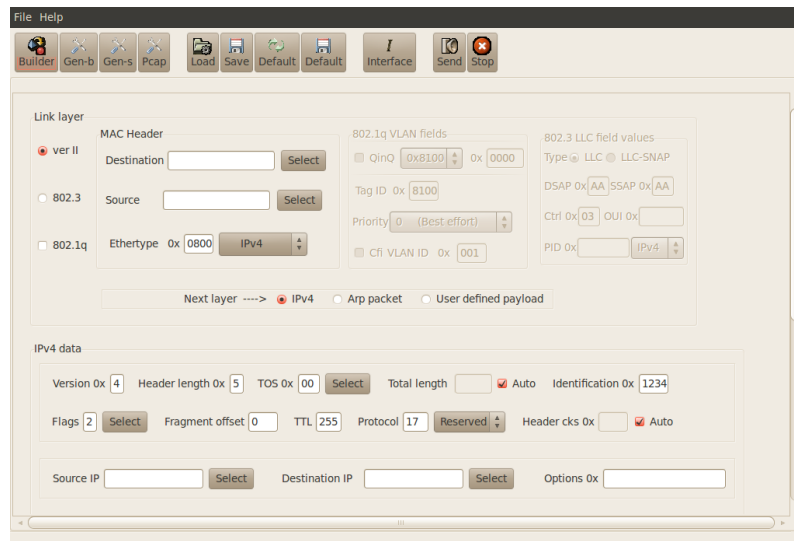 File Help
Builder Gen-b Gen-s Pcap Load Save Default Default Interface Send Stop
Link layer
MAC Header
802.1q VLAN fields
802.3 LLC field values
ver II
Destination Select
QinQ 0x8100 0x 0000
Type LLC LLC-SNAP
802.3
Source Select
Tag ID 0x 8100
DSAP 0x AA SSAP 0x AA
Priority 0 (Best effort)
Ctrl 0x 03 OUI 0x
802.1q
Ethertype 0x 0800 IPv4
Cfi VLAN ID 0x 001
PID 0x IPv4
Next layer ----> IPv4 Arp packet User defined payload
IPv4 data
Version 0x 4 Header length 0x 5 TOS 0x 00 Select Total length Auto Identification 0x 1234
Flags 2 Select Fragment offset 0 TTL 255 Protocol 17 Reserved Header cks 0x Auto
Source IP Select Destination IP Select Options 0x